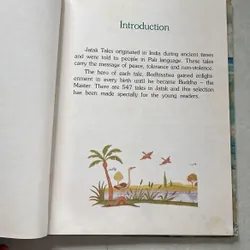 Introduction
Jatak Tales originated in India during ancient times
and were told to people in Pali language. These tales
carry the message of peace, tolerance and non-violence.
The hero of each tale, Bodhisattva gained enlight-
enment in every birth until he became Buddha - the
Master. There are 547 tales in Jatak and this selection
has been made specially for the young readers.